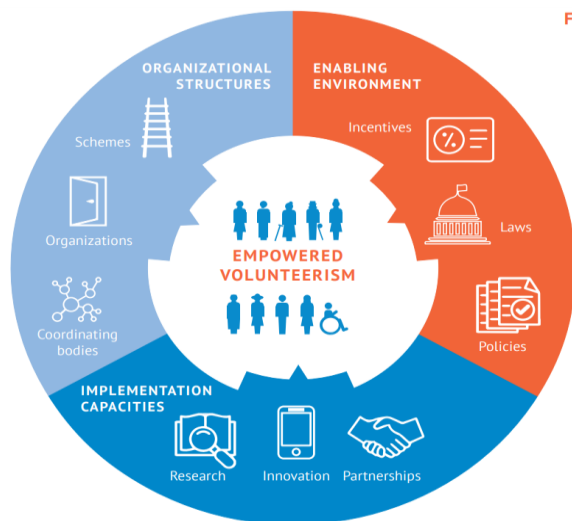 F
ORGANIZATIONAL
STRUCTURES
Schemes
Organizations
Coordinating
bodies
ENABLING
ENVIRONMENT
Incentives
%
Laws
Policies
EMPOWERED
VOLUNTEERISM
IMPLEMENTATION
CAPACITIES
Research
Innovation
Partnerships